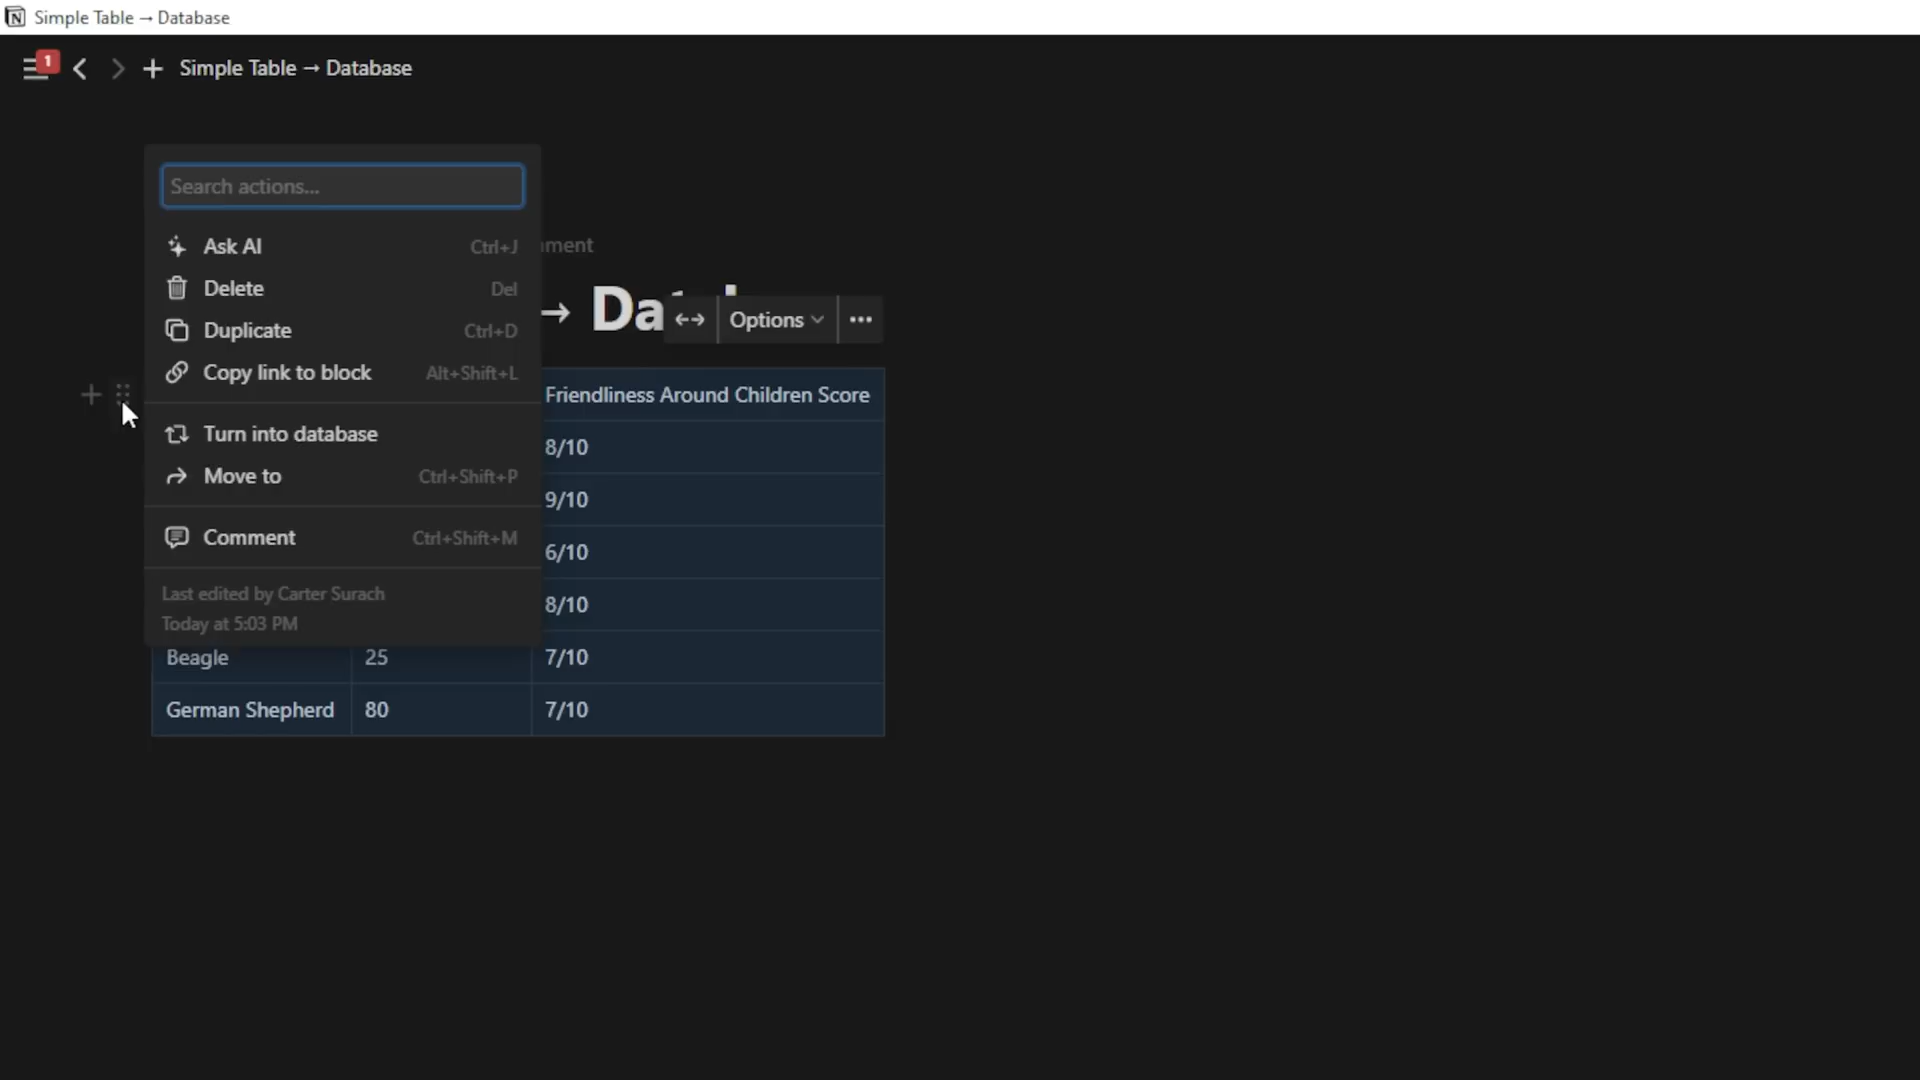 Simple Table → Database
1
Simple Table → Database
Search actions...
Ask AI Ctrl+J
Delete Del
Duplicate Ctrl+D
Copy link to block Alt+Shift+L
Turn into database
Move to Ctrl+Shift+P
Comment Ctrl+Shift+M
Last edited by Carter Surach
Today at 5:03 PM
→
Options
Friendliness Around Children Score
8/10
9/10
6/10
8/10
Beagle 25 7/10
German Shepherd 80 7/10